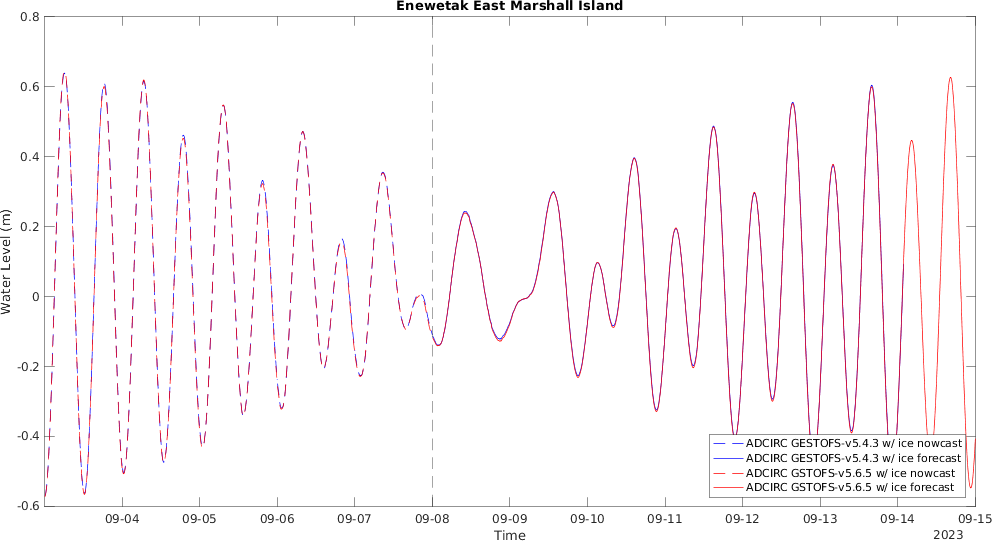 Enewetak East Marshall Island
0.8
0.6
0.4
0.2
0
-0.2
-0.4
-0.6
Water Level (m)
ADCIRC GESTOFS-v5.4.3 w/ ice nowcast
ADCIRC GESTOFS-v5.4.3 w/ ice forecast
ADCIRC GSTOFS-v5.6.5 w/ ice nowcast
ADCIRC GSTOFS-v5.6.5 w/ ice forecast
09-04 09-05 09-06 09-07 09-08 09-09 09-10 09-11 09-12 09-13 09-14 09-15
Time
2023